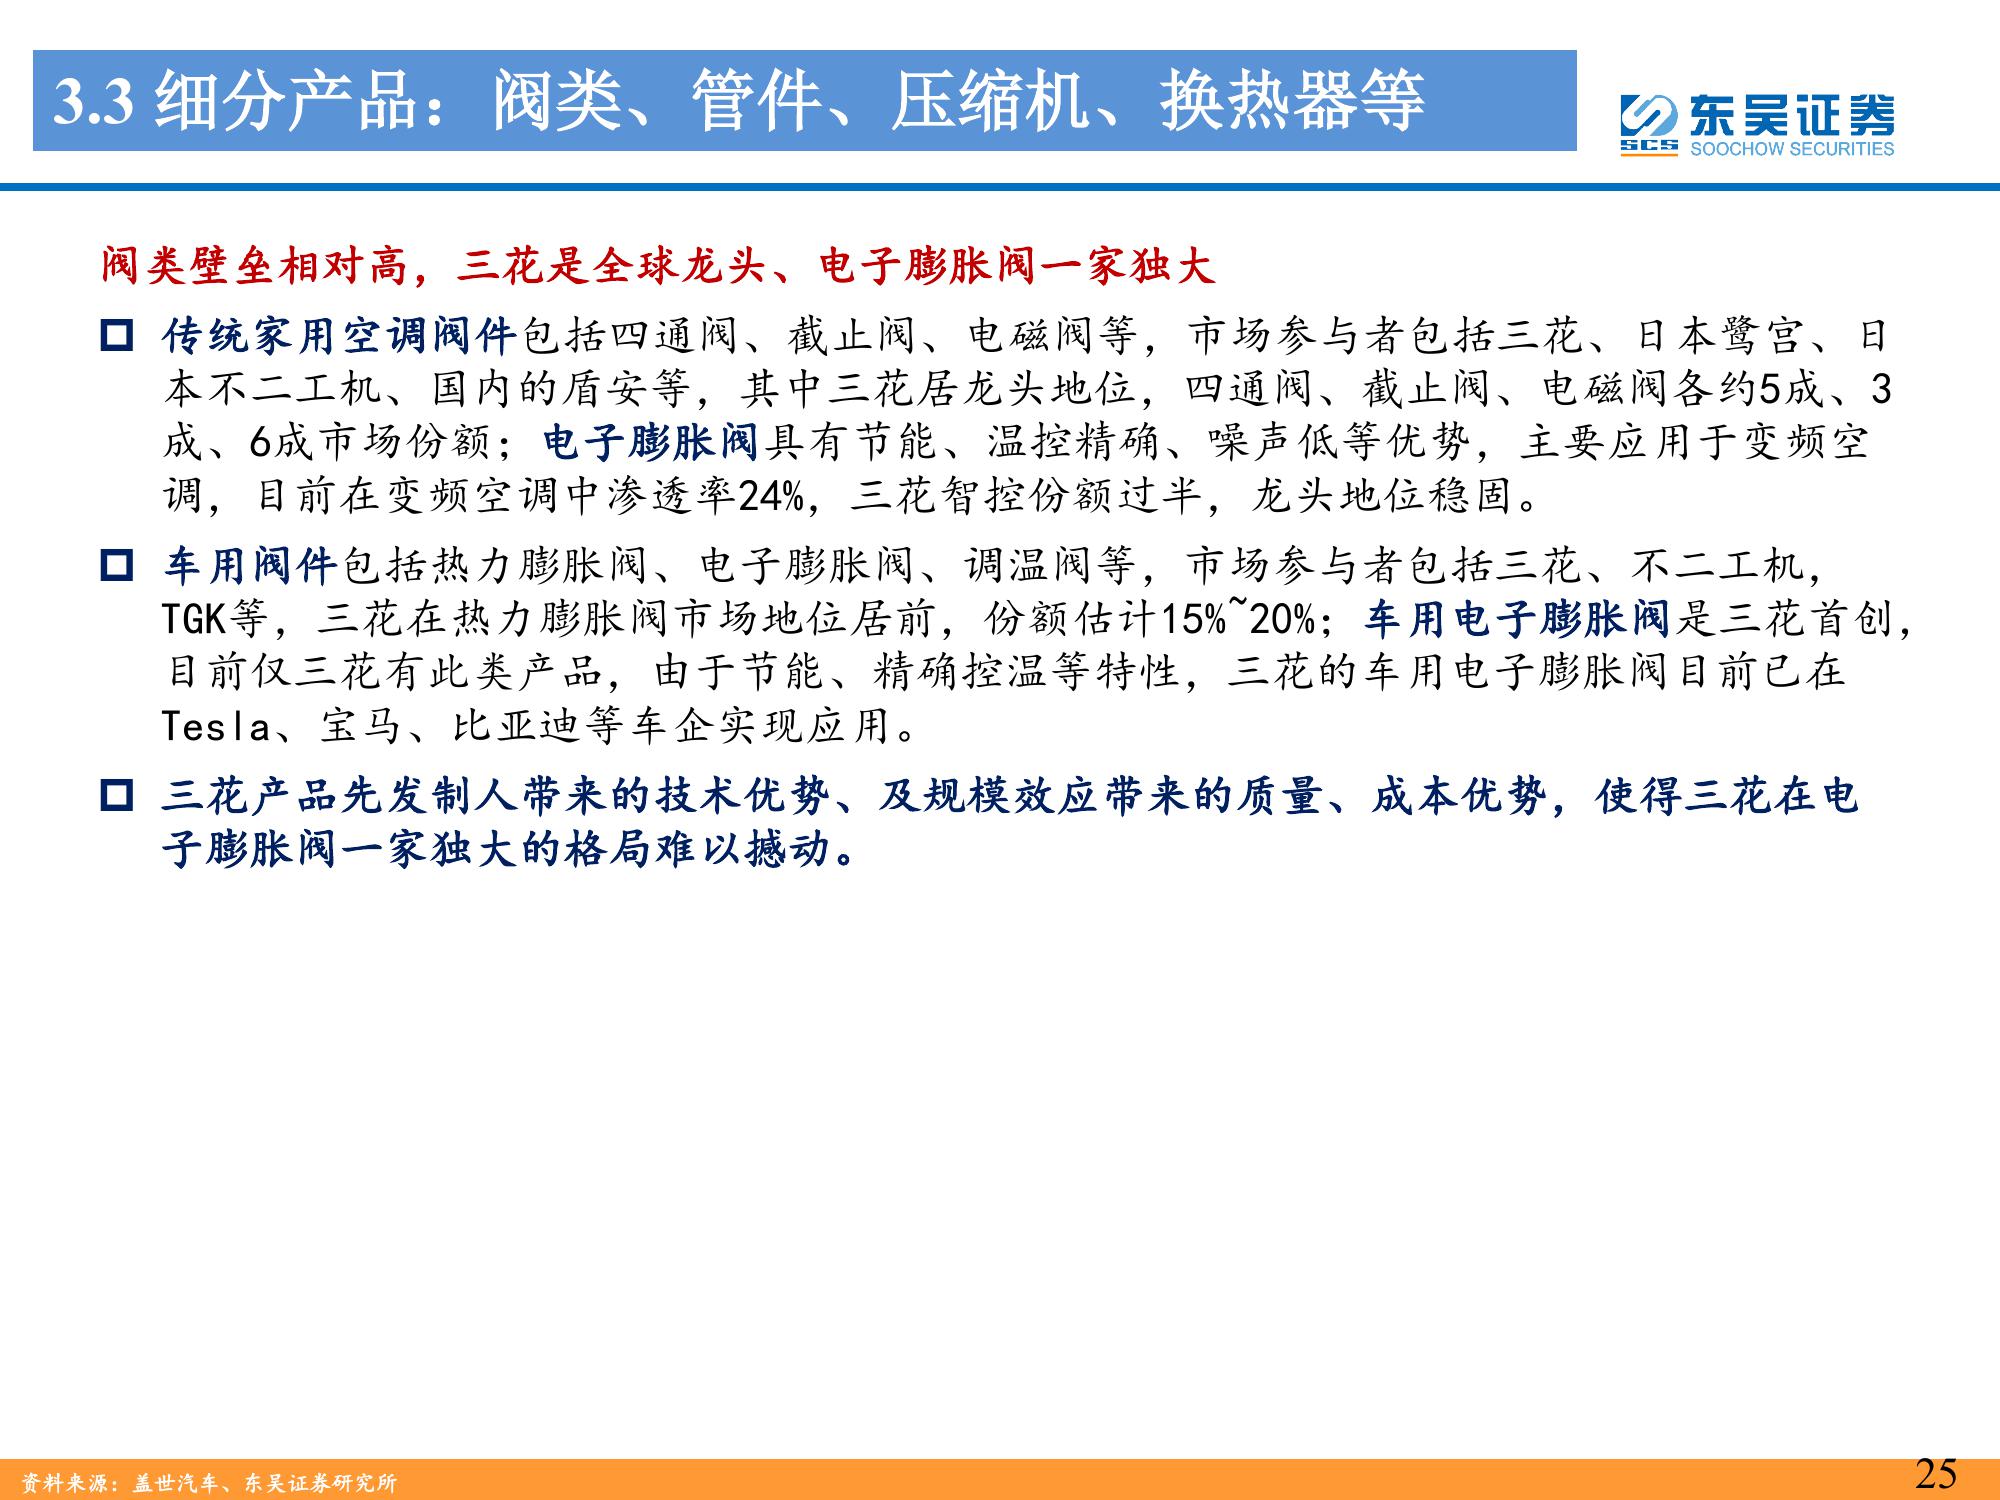 3.3 细分产品：阀类、管件、压缩机、换热器等
SCS 东吴证券
SOOCHOW SECURITIES
阀类壁垒相对高，三花是全球龙头、电子膨胀阀一家独大
传统家用空调阀件包括四通阀、截止阀、电磁阀等，市场参与者包括三花、日本鹭宫、日
本不二工机、国内的盾安等，其中三花居龙头地位，四通阀、截止阀、电磁阀各约5成、3
成、6成市场份额；电子膨胀阀具有节能、温控精确、噪声低等优势，主要应用于变频空
调，目前在变频空调中渗透率24%，三花智控份额过半，龙头地位稳固。
车用阀件包括热力膨胀阀、电子膨胀阀、调温阀等，市场参与者包括三花、不二工机，
TGK等，三花在热力膨胀阀市场地位居前，份额估计15%~20%；车用电子膨胀阀是三花首创，
目前仅三花有此类产品，由于节能、精确控温等特性，三花的车用电子膨胀阀目前已在
Tesla、宝马、比亚迪等车企实现应用。
三花产品先发制人带来的技术优势、及规模效应带来的质量、成本优势，使得三花在电
子膨胀阀一家独大的格局难以撼动。
资料来源：盖世汽车、东吴证券研究所
25